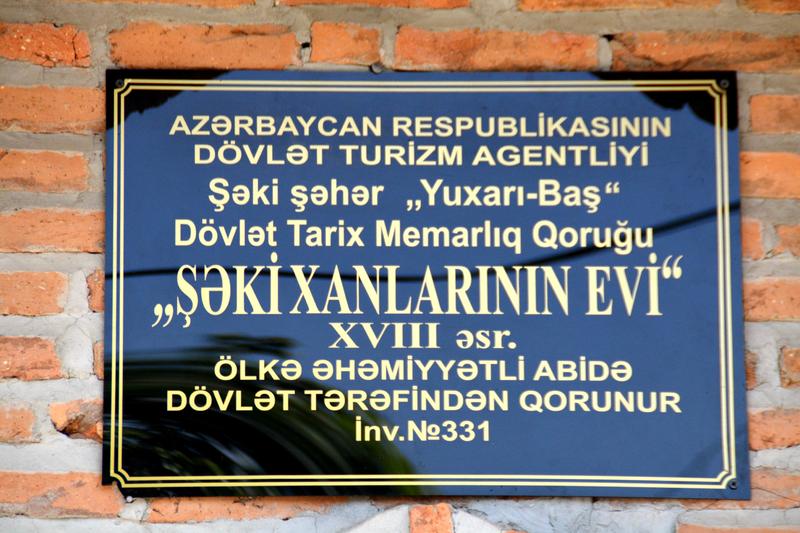 AZƏRBAYCAN RESPUBLİKASININ
DÖVLƏT TURİZM AGENTLİYİ
Şəki şəhər „Yuxarı-Baş“
Dövlət Tarix Memarlıq Qoruğu
„ŞƏKİ XANLARININ EVİ“
XVIII əsr.
ÖLKƏ ƏHƏMİYYƏTLİ ABİDƏ
DÖVLƏT TƏRƏFİNDƏN QORUNUR
İnv.№331